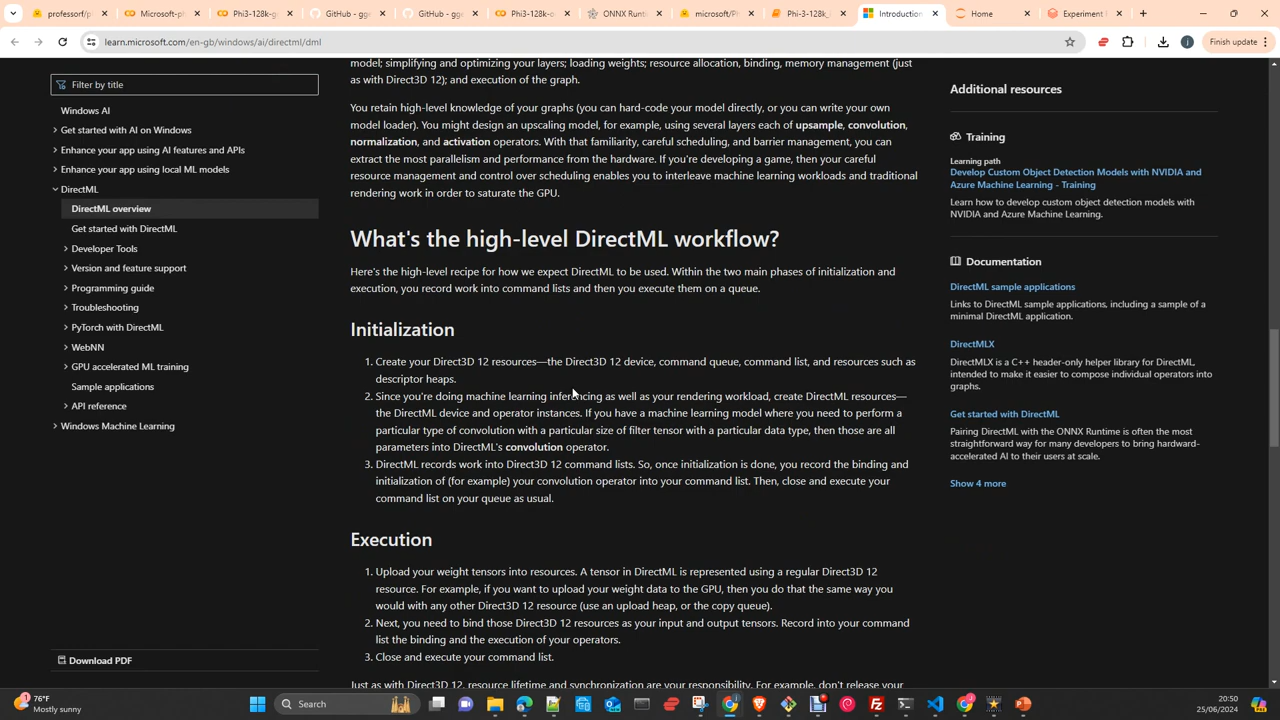 professor/p
Microsoft-ph
Phi3-128k-g
GitHub - gge
GitHub - gge
Phi3-128k-o
ONNX Runtim
microsoft/Ph
Phi-3-128k_
Introduction
Home
Experiment
learn.microsoft.com/en-gb/windows/ai/directml/dml
Finish update
Filter by title
Windows AI
Get started with AI on Windows
Enhance your app using AI features and APIs
Enhance your app using local ML models
DirectML
DirectML overview
Get started with DirectML
Developer Tools
Version and feature support
Programming guide
Troubleshooting
PyTorch with DirectML
WebNN
GPU accelerated ML training
Sample applications
API reference
Windows Machine Learning
Download PDF
model; simplifying and optimizing your layers; loading weights; resource allocation, binding, memory management (just
as with Direct3D 12); and execution of the graph.
You retain high-level knowledge of your graphs (you can hard-code your model directly, or you can write your own
model loader). You might design an upscaling model, for example, using several layers each of upsample, convolution,
normalization, and activation operators. With that familiarity, careful scheduling, and barrier management, you can
extract the most parallelism and performance from the hardware. If you're developing a game, then your careful
resource management and control over scheduling enables you to interleave machine learning workloads and traditional
rendering work in order to saturate the GPU.
What's the high-level DirectML workflow?
Here's the high-level recipe for how we expect DirectML to be used. Within the two main phases of initialization and
execution, you record work into command lists and then you execute them on a queue.
Initialization
1. Create your Direct3D 12 resources—the Direct3D 12 device, command queue, command list, and resources such as
descriptor heaps.
2. Since you're doing machine learning inferencing as well as your rendering workload, create DirectML resources—
the DirectML device and operator instances. If you have a machine learning model where you need to perform a
particular type of convolution with a particular size of filter tensor with a particular data type, then those are all
parameters into DirectML's convolution operator.
3. DirectML records work into Direct3D 12 command lists. So, once initialization is done, you record the binding and
initialization of (for example) your convolution operator into your command list. Then, close and execute your
command list on your queue as usual.
Execution
1. Upload your weight tensors into resources. A tensor in DirectML is represented using a regular Direct3D 12
resource. For example, if you want to upload your weight data to the GPU, then you do that the same way you
would with any other Direct3D 12 resource (use an upload heap, or the copy queue).
2. Next, you need to bind those Direct3D 12 resources as your input and output tensors. Record into your command
list the binding and the execution of your operators.
3. Close and execute your command list.
Just as with Direct3D 12, resource lifetime and synchronization are your responsibility. For example, don't release your
Additional resources
Training
Learning path
Develop Custom Object Detection Models with NVIDIA and
Azure Machine Learning - Training
Learn how to develop custom object detection models with
NVIDIA and Azure Machine Learning.
Documentation
DirectML sample applications
Links to DirectML sample applications, including a sample of a
minimal DirectML application.
DirectMLX
DirectMLX is a C++ header-only helper library for DirectML,
intended to make it easier to compose individual operators into
graphs.
Get started with DirectML
Pairing DirectML with the ONNX Runtime is often the most
straightforward way for many developers to bring hardware-
accelerated AI to their users at scale.
Show 4 more
76°F
Mostly sunny
Search
20:50
25/06/2024